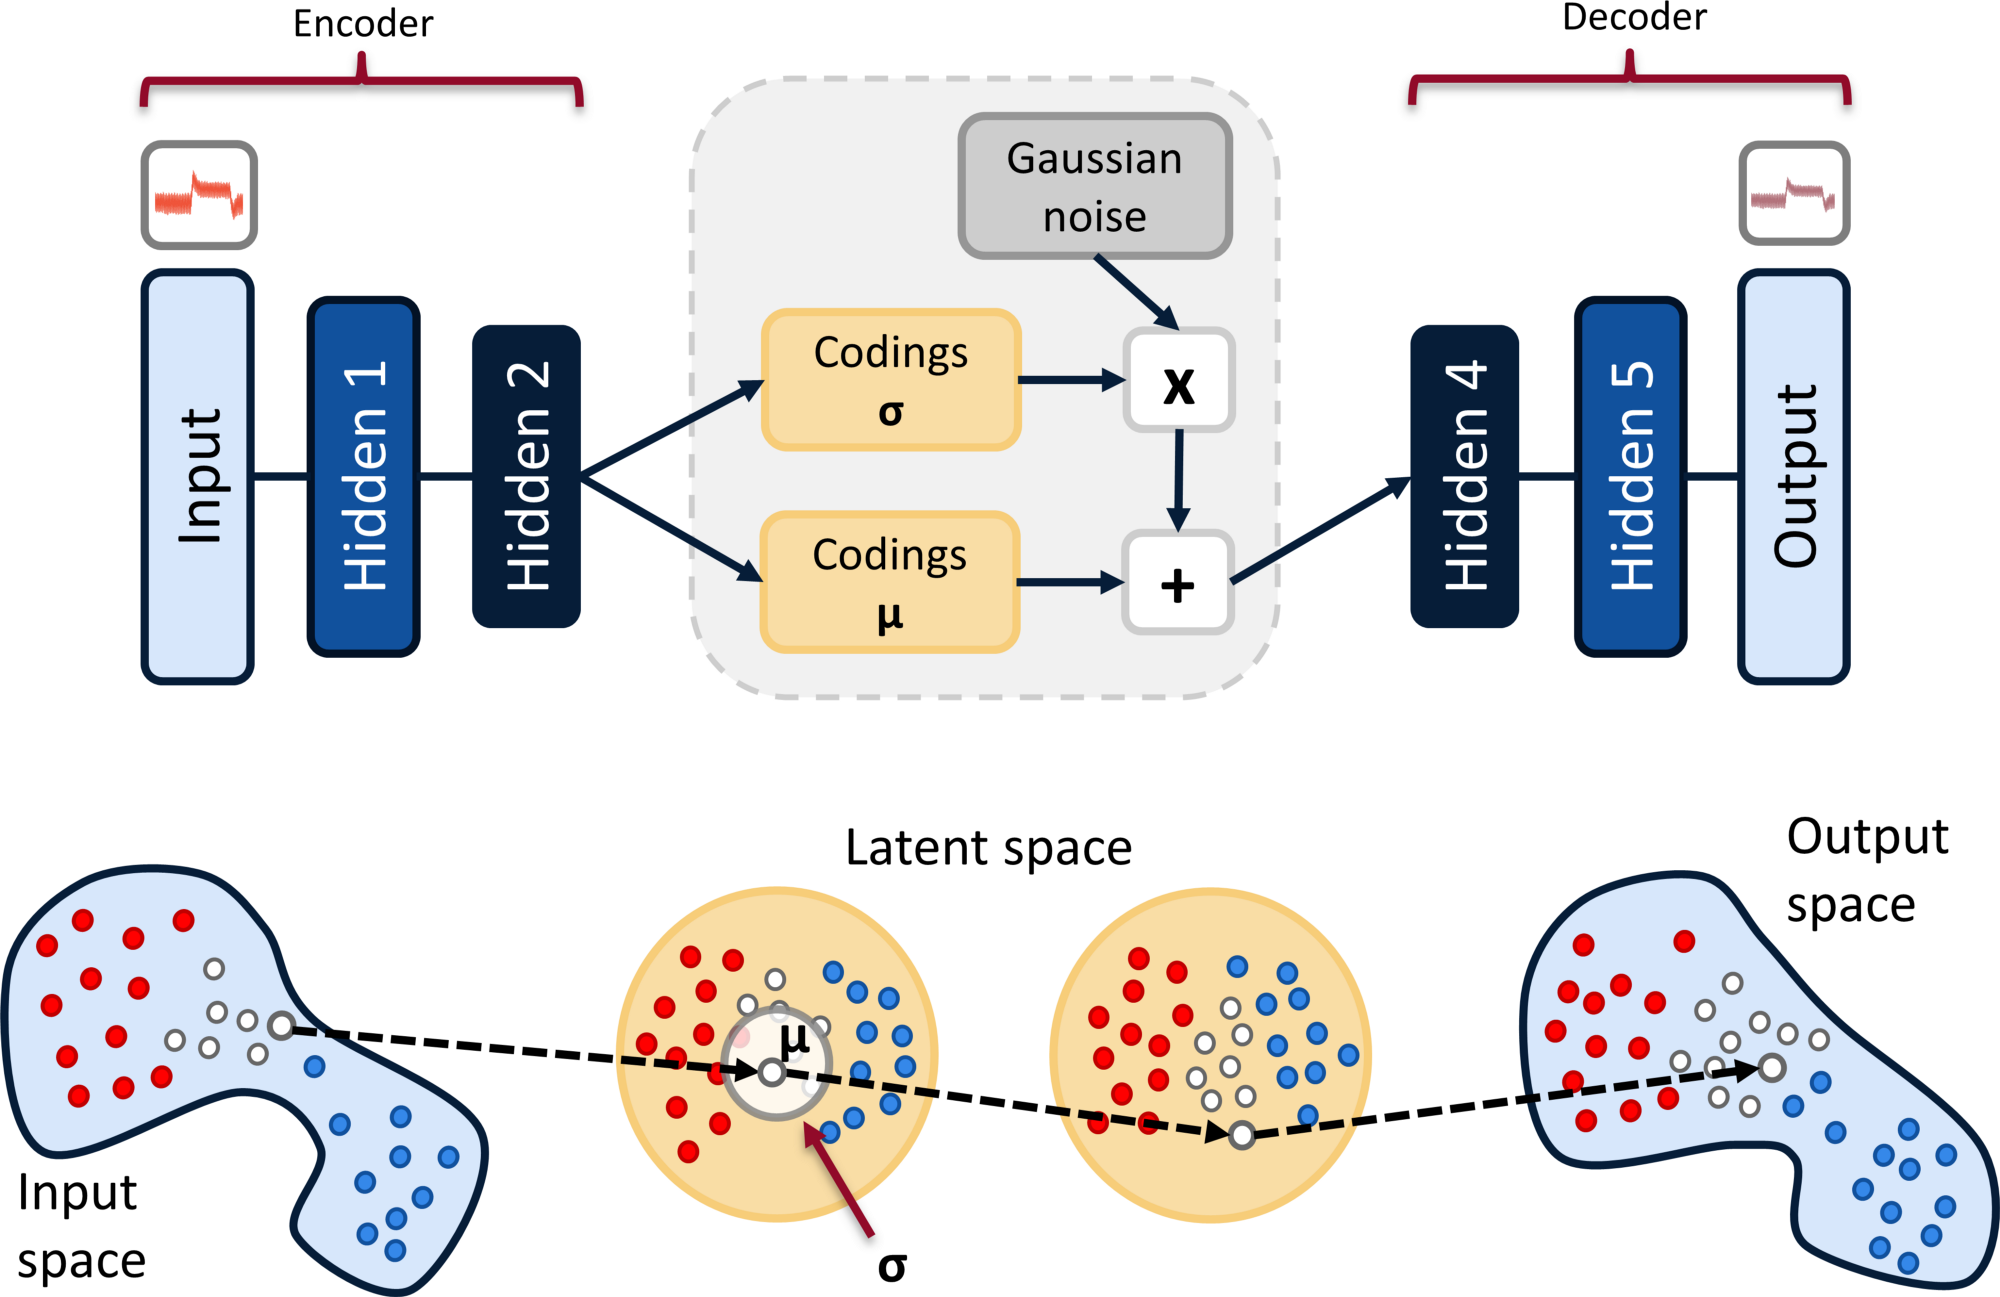 Encoder
Decoder
Gaussian
noise
Input
Hidden 1
Hidden 2
Codings
σ
x
Codings
μ
+
Hidden 4
Hidden 5
Output
Latent space
Output
space
μ
Input
space
σ